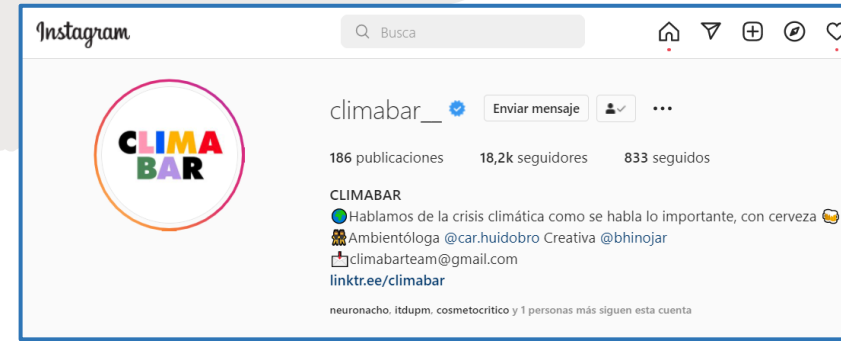 Instagram
Busca
climabar__ Enviar mensaje
186 publicaciones 18,2k seguidores 833 seguidos
CLIMA
BAR
CLIMABAR
Hablamos de la crisis climática como se habla lo importante, con cerveza
Ambientóloga @car.huidobro Creativa @bhinojar
climabarteam@gmail.com
linktr.ee/climabar
neuronacho, itdupm, cosmetocritico y 1 personas más siguen esta cuenta